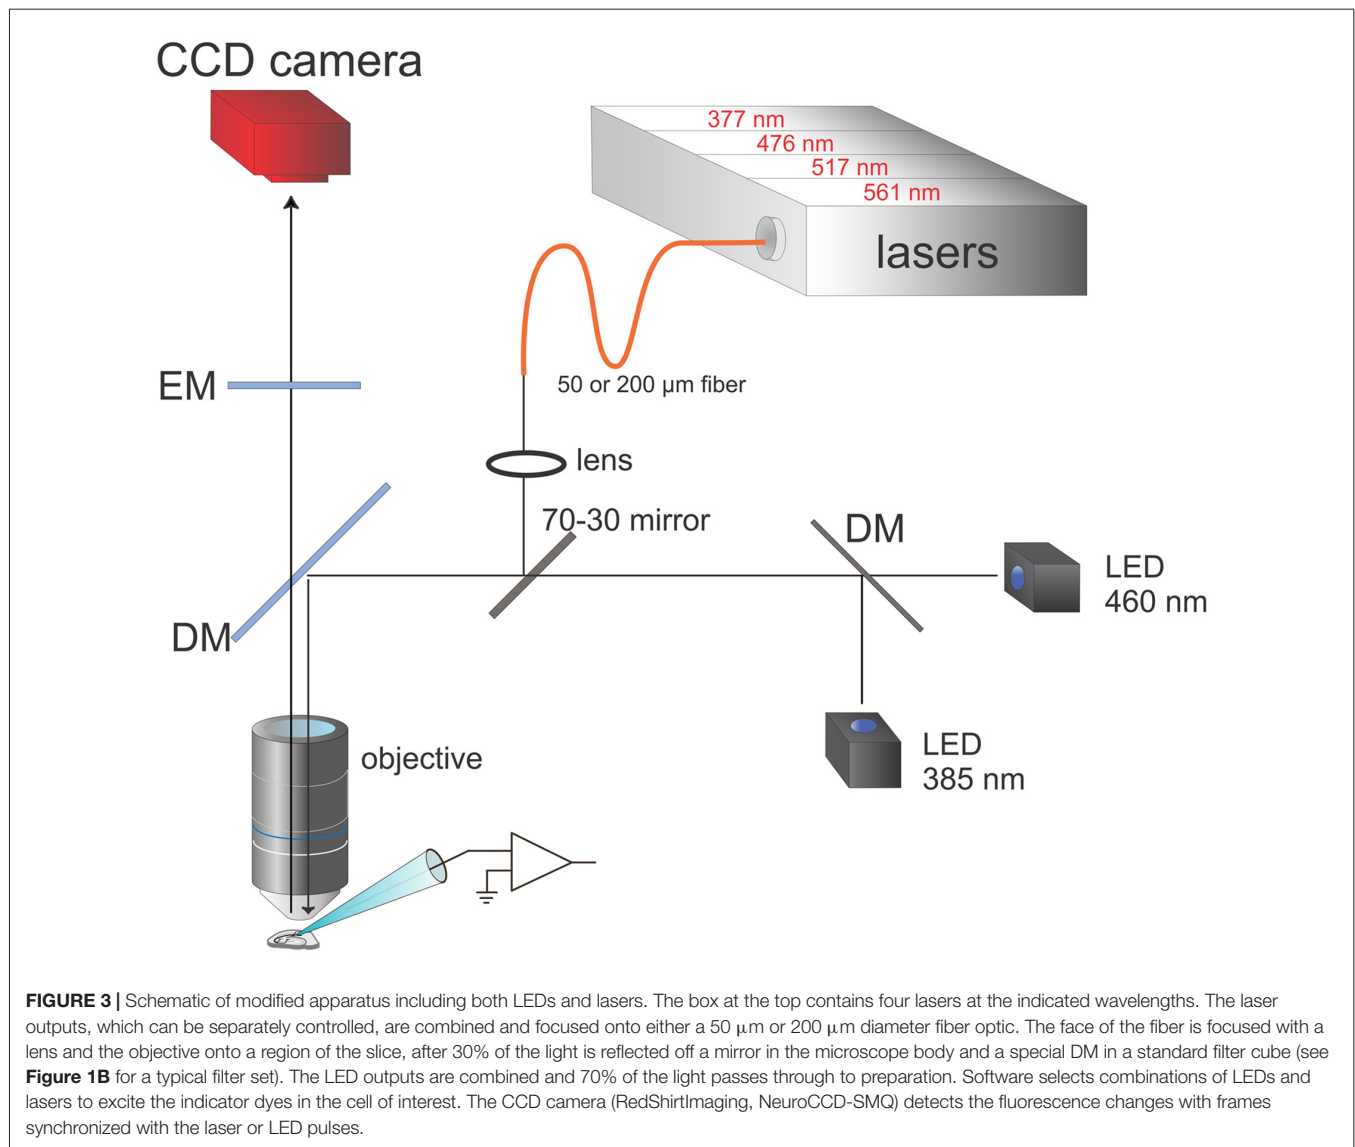 CCD camera
377 nm
476 nm
517 nm
561 nm
lasers
EM
50 or 200 µm fiber
lens
70-30 mirror
DM
LED
460 nm
DM
LED
385 nm
objective
FIGURE 3 | Schematic of modified apparatus including both LEDs and lasers. The box at the top contains four lasers at the indicated wavelengths. The laser
outputs, which can be separately controlled, are combined and focused onto either a 50 μm or 200 μm diameter fiber optic. The face of the fiber is focused with a
lens and the objective onto a region of the slice, after 30% of the light is reflected off a mirror in the microscope body and a special DM in a standard filter cube (see
Figure 1B for a typical filter set). The LED outputs are combined and 70% of the light passes through to preparation. Software selects combinations of LEDs and
lasers to excite the indicator dyes in the cell of interest. The CCD camera (RedShirtImaging, NeuroCCD-SMQ) detects the fluorescence changes with frames
synchronized with the laser or LED pulses.